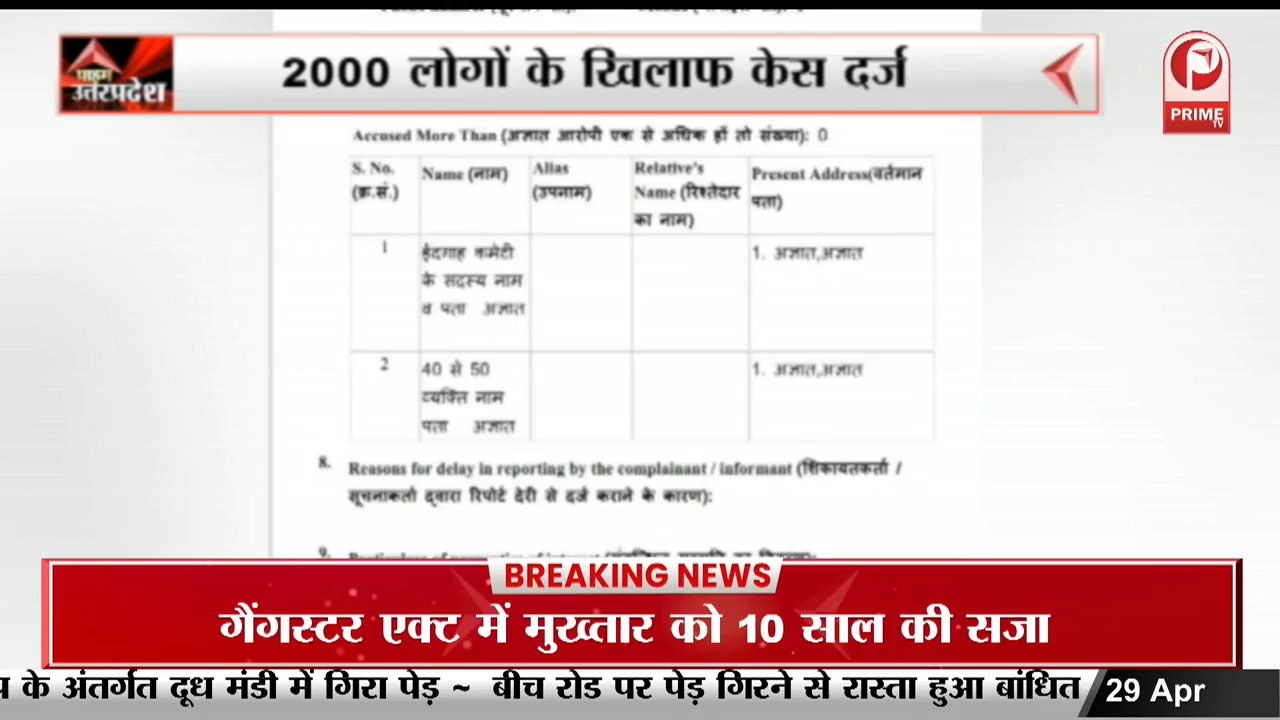 प्राइम
उत्तरप्रदेश
2000 लोगों के खिलाफ केस दर्ज
PRIME
TV
Accused More Than (अज्ञात आरोपी एक से अधिक हों तो संख्या): 0
S. No. (क्र.सं.) Name (नाम) Alias (उपनाम) Relative's Name (रिश्तेदार का नाम) Present Address(वर्तमान पता)
1 ईदगाह कमेटी के सदस्य नाम व पता अज्ञात 1. अज्ञात,अज्ञात
2 40 से 50 व्यक्ति नाम पता अज्ञात 1. अज्ञात,अज्ञात
8. Reasons for delay in reporting by the complainant / informant (शिकायतकर्ता /
सूचनाकर्ता द्वारा रिपोर्ट देरी से दर्ज कराने के कारण):
9.
BREAKING NEWS
गैंगस्टर एक्ट में मुख्तार को 10 साल की सजा
के अंतर्गत दूध मंडी में गिरा पेड़ ~ बीच रोड पर पेड़ गिरने से रास्ता हुआ बांधित
29 Apr